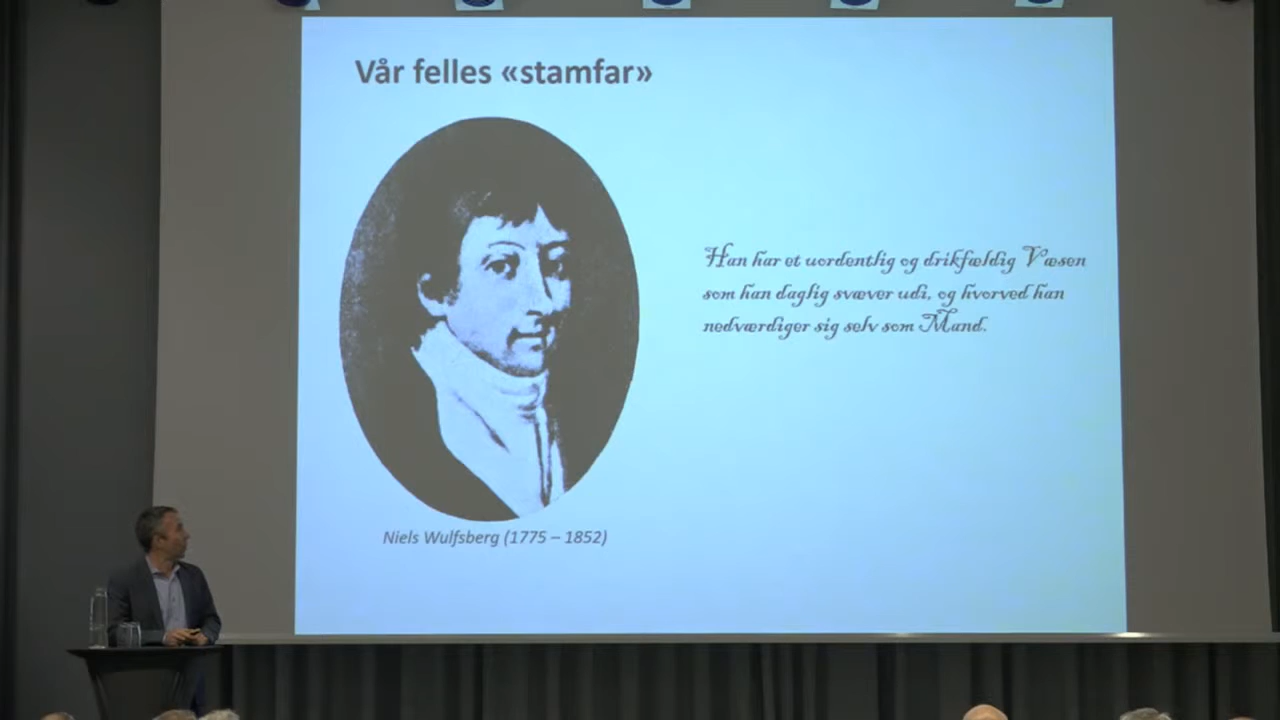 Vår felles «stamfar»
Han har et uordentlig og drikfældig Væsen
som han daglig svæver udi, og hvorved han
nedværdiger sig selv som Mand.
Niels Wulfsberg (1775 – 1852)